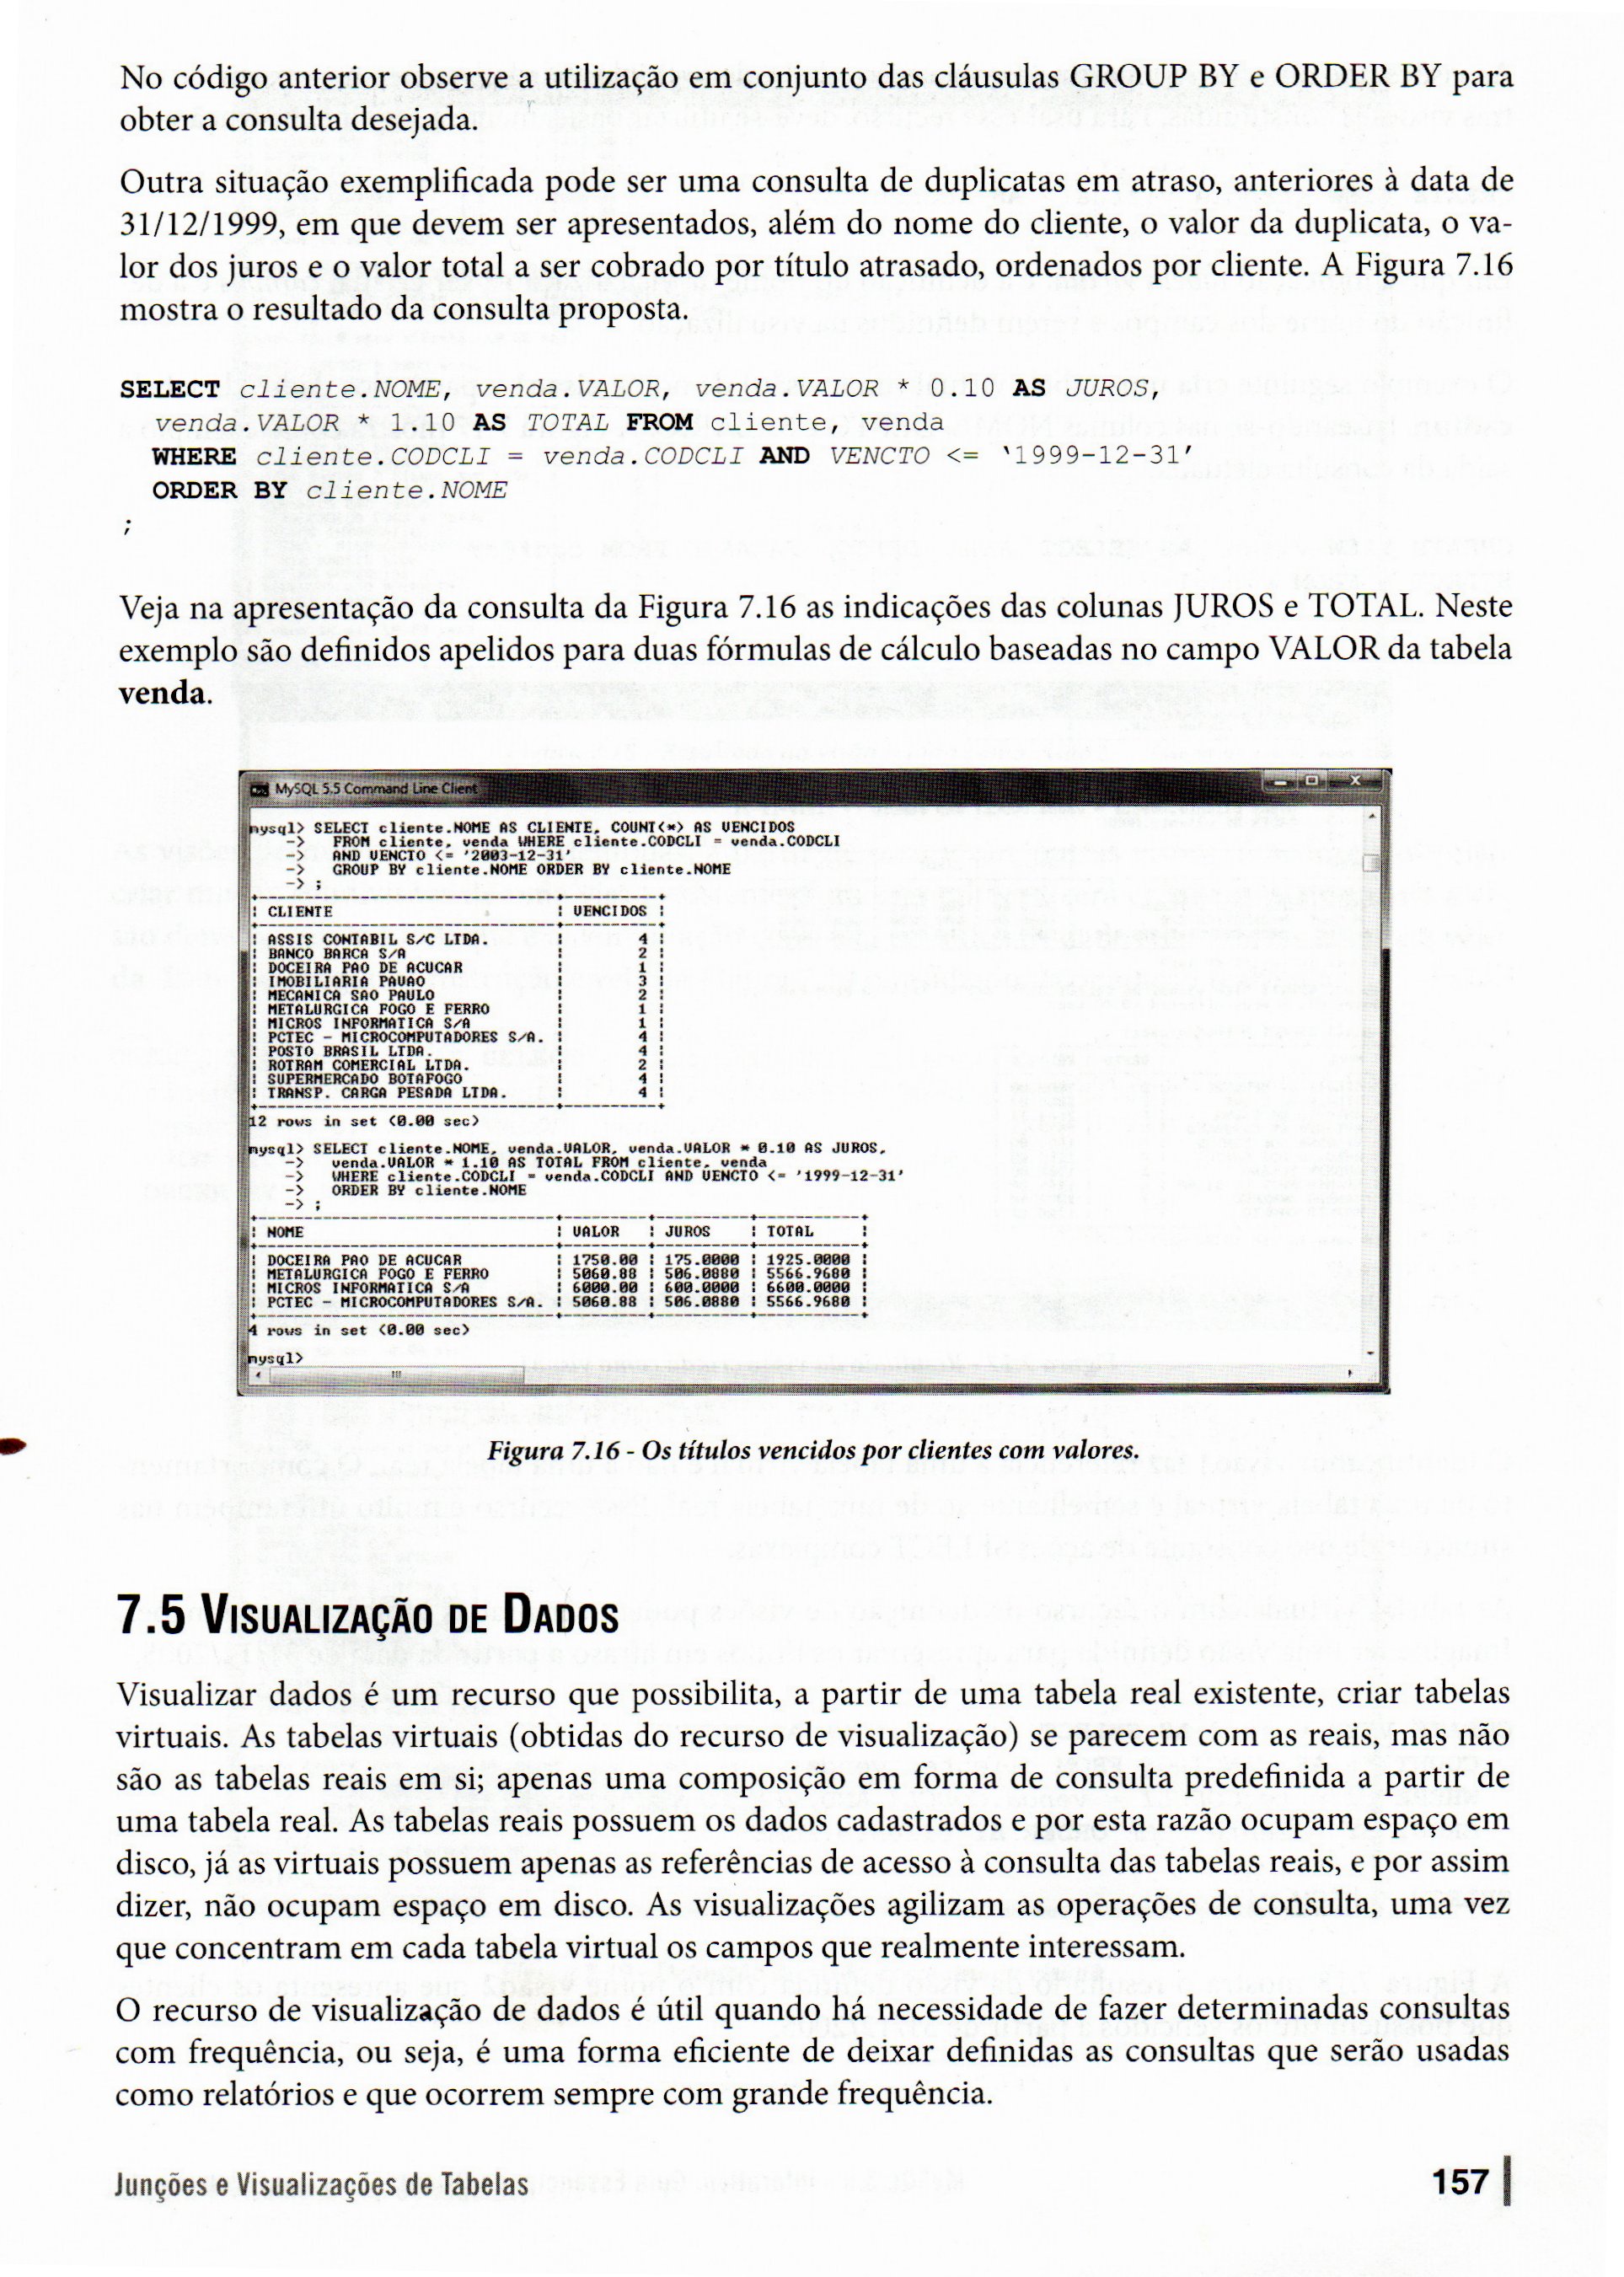 No código anterior observe a utilização em conjunto das cláusulas GROUP BY e ORDER BY para
obter a consulta desejada.
Outra situação exemplificada pode ser uma consulta de duplicatas em atraso, anteriores à data de
31/12/1999, em que devem ser apresentados, além do nome do cliente, o valor da duplicata, o va-
lor dos juros e o valor total a ser cobrado por título atrasado, ordenados por cliente. A Figura 7.16
mostra o resultado da consulta proposta.
SELECT cliente.NOME, venda.VALOR, venda.VALOR * 0.10 AS JUROS,
venda.VALOR * 1.10 AS TOTAL FROM cliente, venda
WHERE cliente.CODCLI = venda.CODCLI AND VENCTO <= '1999-12-31'
ORDER BY cliente.NOME
;
Veja na apresentação da consulta da Figura 7.16 as indicações das colunas JUROS e TOTAL. Neste
exemplo são definidos apelidos para duas fórmulas de cálculo baseadas no campo VALOR da tabela
venda.
MySQL 5.5 Command Line Client
mysql> SELECT cliente.NOME AS CLIENTE, COUNT(*) AS VENCIDOS
-> FROM cliente, venda WHERE cliente.CODCLI = venda.CODCLI
-> AND VENCTO <= '2003-12-31'
-> GROUP BY cliente.NOME ORDER BY cliente.NOME
-> ;
+--------------------------------+----------+
| CLIENTE | VENCIDOS |
+--------------------------------+----------+
| ASSIS CONTABIL S/C LTDA. | 4 |
| BANCO BARCA S/A | 2 |
| DOCEIRA PAO DE ACUCAR | 1 |
| IMOBILIARIA PAVAO | 3 |
| MECANICA SAO PAULO | 2 |
| METALURGICA FOGO E FERRO | 1 |
| MICROS INFORMATICA S/A | 1 |
| PCTEC - MICROCOMPUTADORES S/A. | 4 |
| POSTO BRASIL LTDA. | 4 |
| ROTRAM COMERCIAL LTDA. | 2 |
| SUPERMERCADO BOTAFOGO | 4 |
| TRANSP. CARGA PESADA LTDA. | 4 |
+--------------------------------+----------+
12 rows in set (0.00 sec)
mysql> SELECT cliente.NOME, venda.VALOR, venda.VALOR * 0.10 AS JUROS,
-> venda.VALOR * 1.10 AS TOTAL FROM cliente, venda
-> WHERE cliente.CODCLI = venda.CODCLI AND VENCTO <= '1999-12-31'
-> ORDER BY cliente.NOME
-> ;
+--------------------------------+---------+----------+-----------+
| NOME | VALOR | JUROS | TOTAL |
+--------------------------------+---------+----------+-----------+
| DOCEIRA PAO DE ACUCAR | 1750.00 | 175.0000 | 1925.0000 |
| METALURGICA FOGO E FERRO | 5060.88 | 506.0880 | 5566.9680 |
| MICROS INFORMATICA S/A | 6000.00 | 600.0000 | 6600.0000 |
| PCTEC - MICROCOMPUTADORES S/A. | 5060.88 | 506.0880 | 5566.9680 |
+--------------------------------+---------+----------+-----------+
4 rows in set (0.00 sec)
mysql>
Figura 7.16 - Os títulos vencidos por clientes com valores.
7.5 VISUALIZAÇÃO DE DADOS
Visualizar dados é um recurso que possibilita, a partir de uma tabela real existente, criar tabelas
virtuais. As tabelas virtuais (obtidas do recurso de visualização) se parecem com as reais, mas não
são as tabelas reais em si; apenas uma composição em forma de consulta predefinida a partir de
uma tabela real. As tabelas reais possuem os dados cadastrados e por esta razão ocupam espaço em
disco, já as virtuais possuem apenas as referências de acesso à consulta das tabelas reais, e por assim
dizer, não ocupam espaço em disco. As visualizações agilizam as operações de consulta, uma vez
que concentram em cada tabela virtual os campos que realmente interessam.
O recurso de visualização de dados é útil quando há necessidade de fazer determinadas consultas
com frequência, ou seja, é uma forma eficiente de deixar definidas as consultas que serão usadas
como relatórios e que ocorrem sempre com grande frequência.
Junções e Visualizações de Tabelas
157